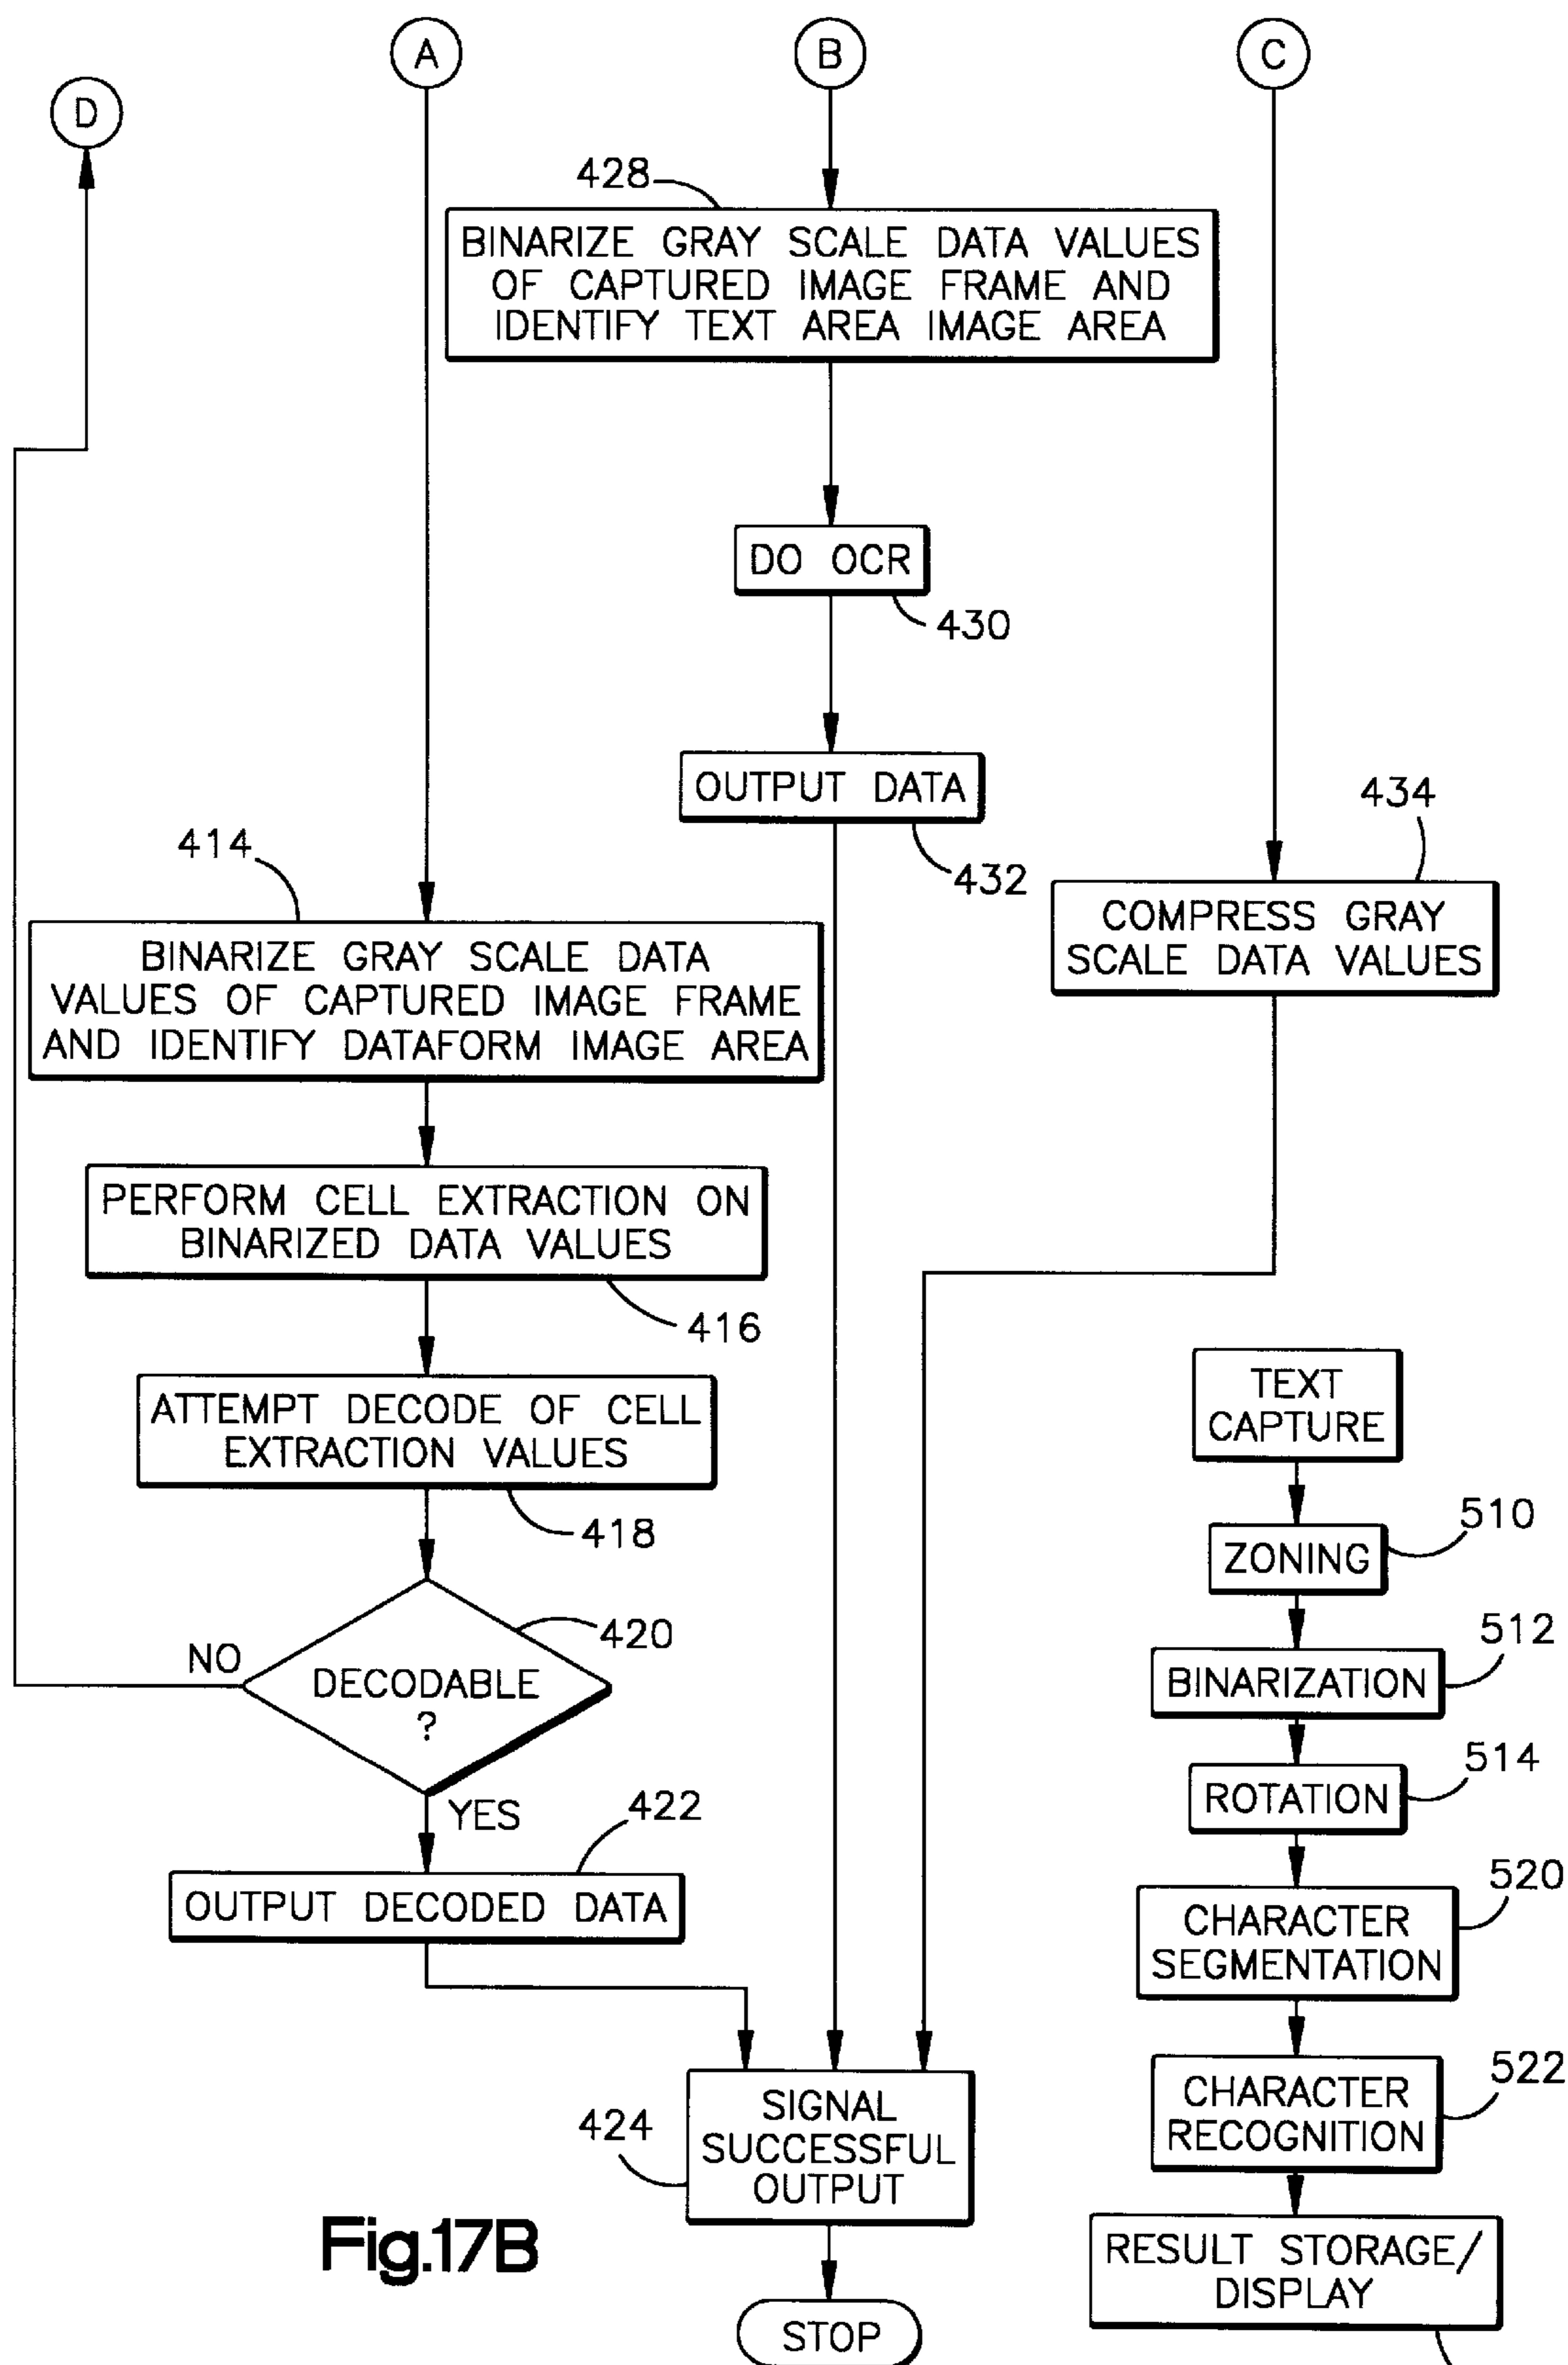 A
B
C
D
428
BINARIZE GRAY SCALE DATA VALUES
OF CAPTURED IMAGE FRAME AND
IDENTIFY TEXT AREA IMAGE AREA
DO OCR
430
OUTPUT DATA
432
434
COMPRESS GRAY
SCALE DATA VALUES
414
BINARIZE GRAY SCALE DATA
VALUES OF CAPTURED IMAGE FRAME
AND IDENTIFY DATAFORM IMAGE AREA
PERFORM CELL EXTRACTION ON
BINARIZED DATA VALUES
416
ATTEMPT DECODE OF CELL
EXTRACTION VALUES
418
420
NO
DECODABLE
?
YES
422
OUTPUT DECODED DATA
424
SIGNAL
SUCCESSFUL
OUTPUT
STOP
TEXT
CAPTURE
510
ZONING
512
BINARIZATION
514
ROTATION
520
CHARACTER
SEGMENTATION
522
CHARACTER
RECOGNITION
RESULT STORAGE/
DISPLAY
Fig.17B